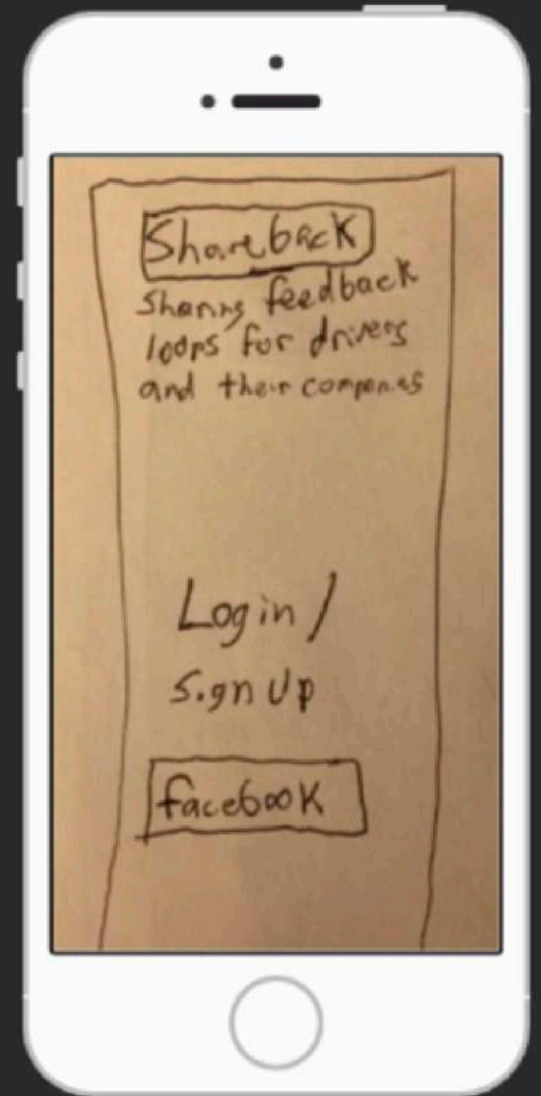 Shareback
Sharing feedback
loops for drivers
and their companies
Login /
Sign Up
facebook